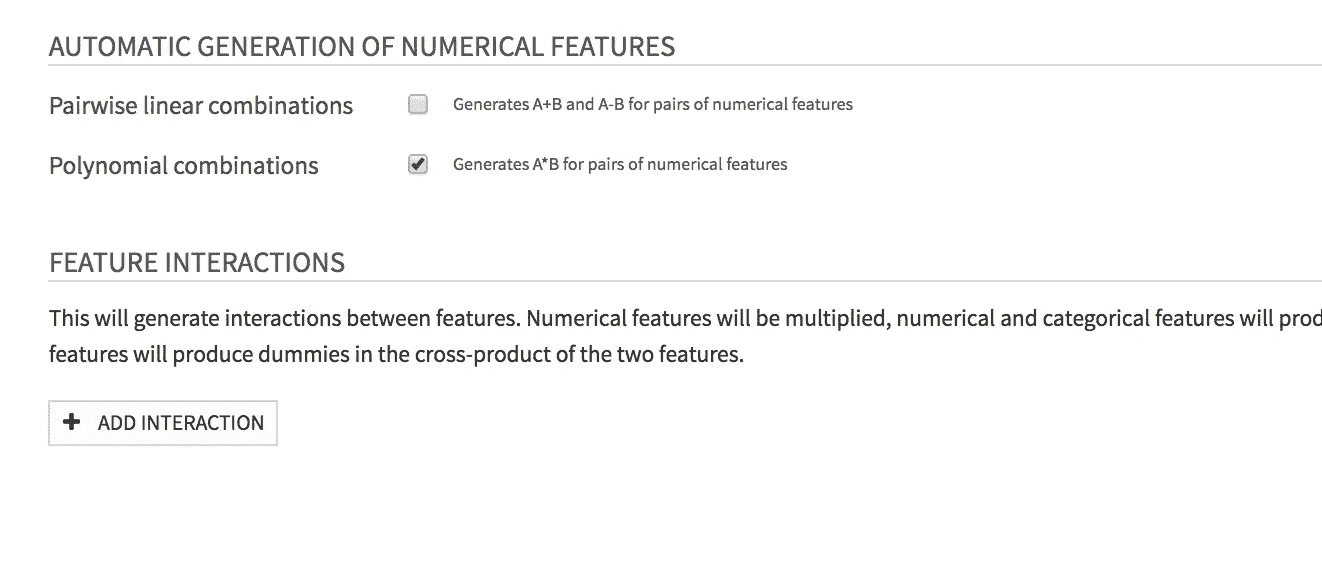 AUTOMATIC GENERATION OF NUMERICAL FEATURES
Pairwise linear combinations Generates A+B and A-B for pairs of numerical features
Polynomial combinations Generates A*B for pairs of numerical features
FEATURE INTERACTIONS
This will generate interactions between features. Numerical features will be multiplied, numerical and categorical features will prod
features will produce dummies in the cross-product of the two features.
ADD INTERACTION